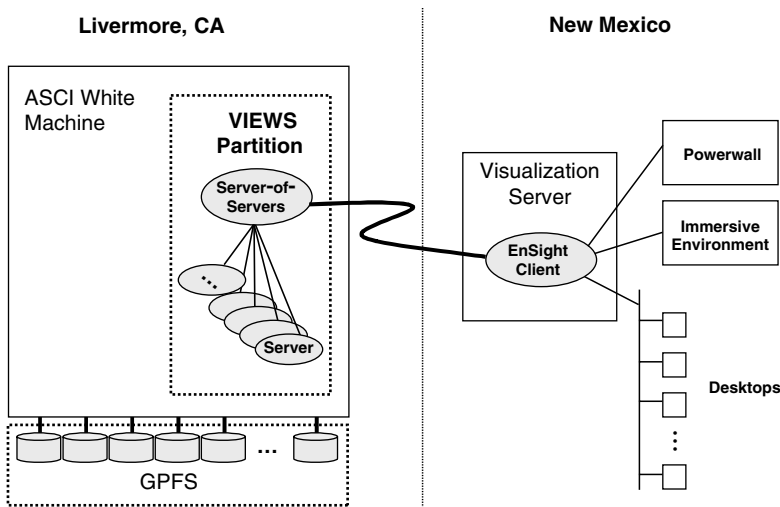 Livermore, CA
New Mexico
ASCI White
Machine
VIEWS
Partition
Server-of-
Servers
...
Server
...
GPFS
Visualization
Server
EnSight
Client
Powerwall
Immersive
Environment
Desktops
...